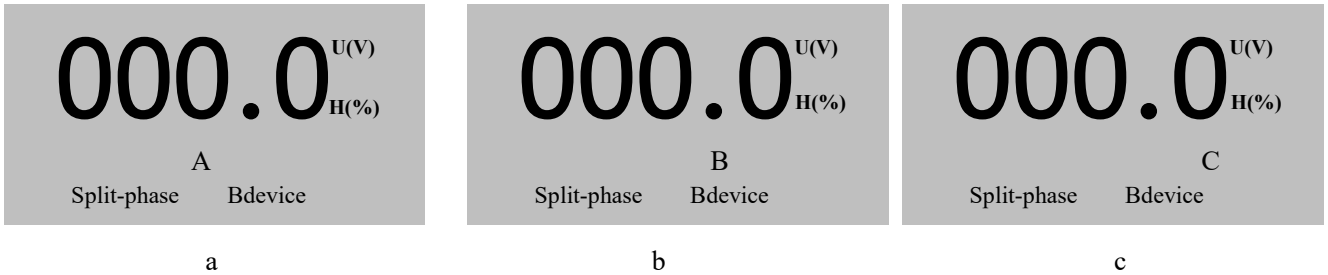 000.0 U(V) H(%)
A
Split-phase Bdevice
a
000.0 U(V) H(%)
B
Split-phase Bdevice
b
000.0 U(V) H(%)
C
Split-phase Bdevice
c